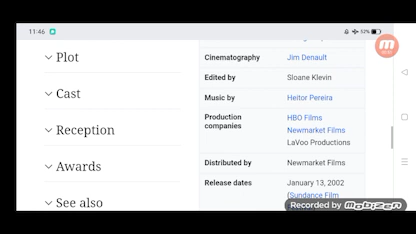 11:46
52%
Plot
Cast
Reception
Awards
See also
Cinematography Jim Denault
Edited by Sloane Klevin
Music by Heitor Pereira
Production companies HBO Films
Newmarket Films
LaVoo Productions
Distributed by Newmarket Films
Release dates January 13, 2002
(Sundance Film
Recorded by Mobizen